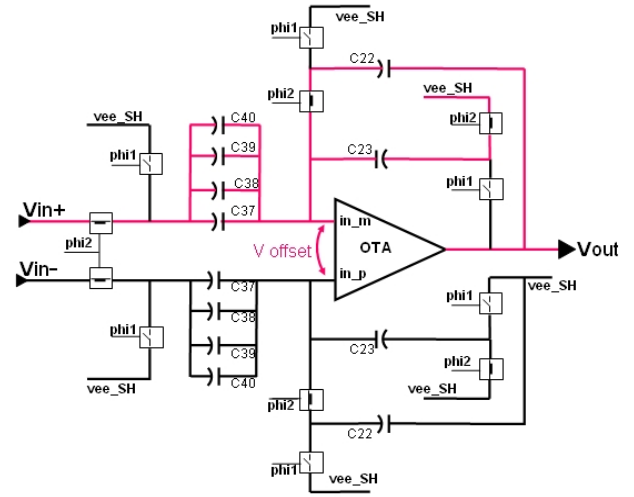 vee_SH
phi1
C22
phi2
vee_SH
vee_SH
C40
phi2
phi1
C39
C23
phi1
C38
Vin+
C37
in_m
phi2
V offset
OTA
Vout
Vin-
in_p
C37
vee_SH
phi1
C38
phi1
C39
C23
phi2
vee_SH
C40
vee_SH
phi2
C22
phi1
vee_SH